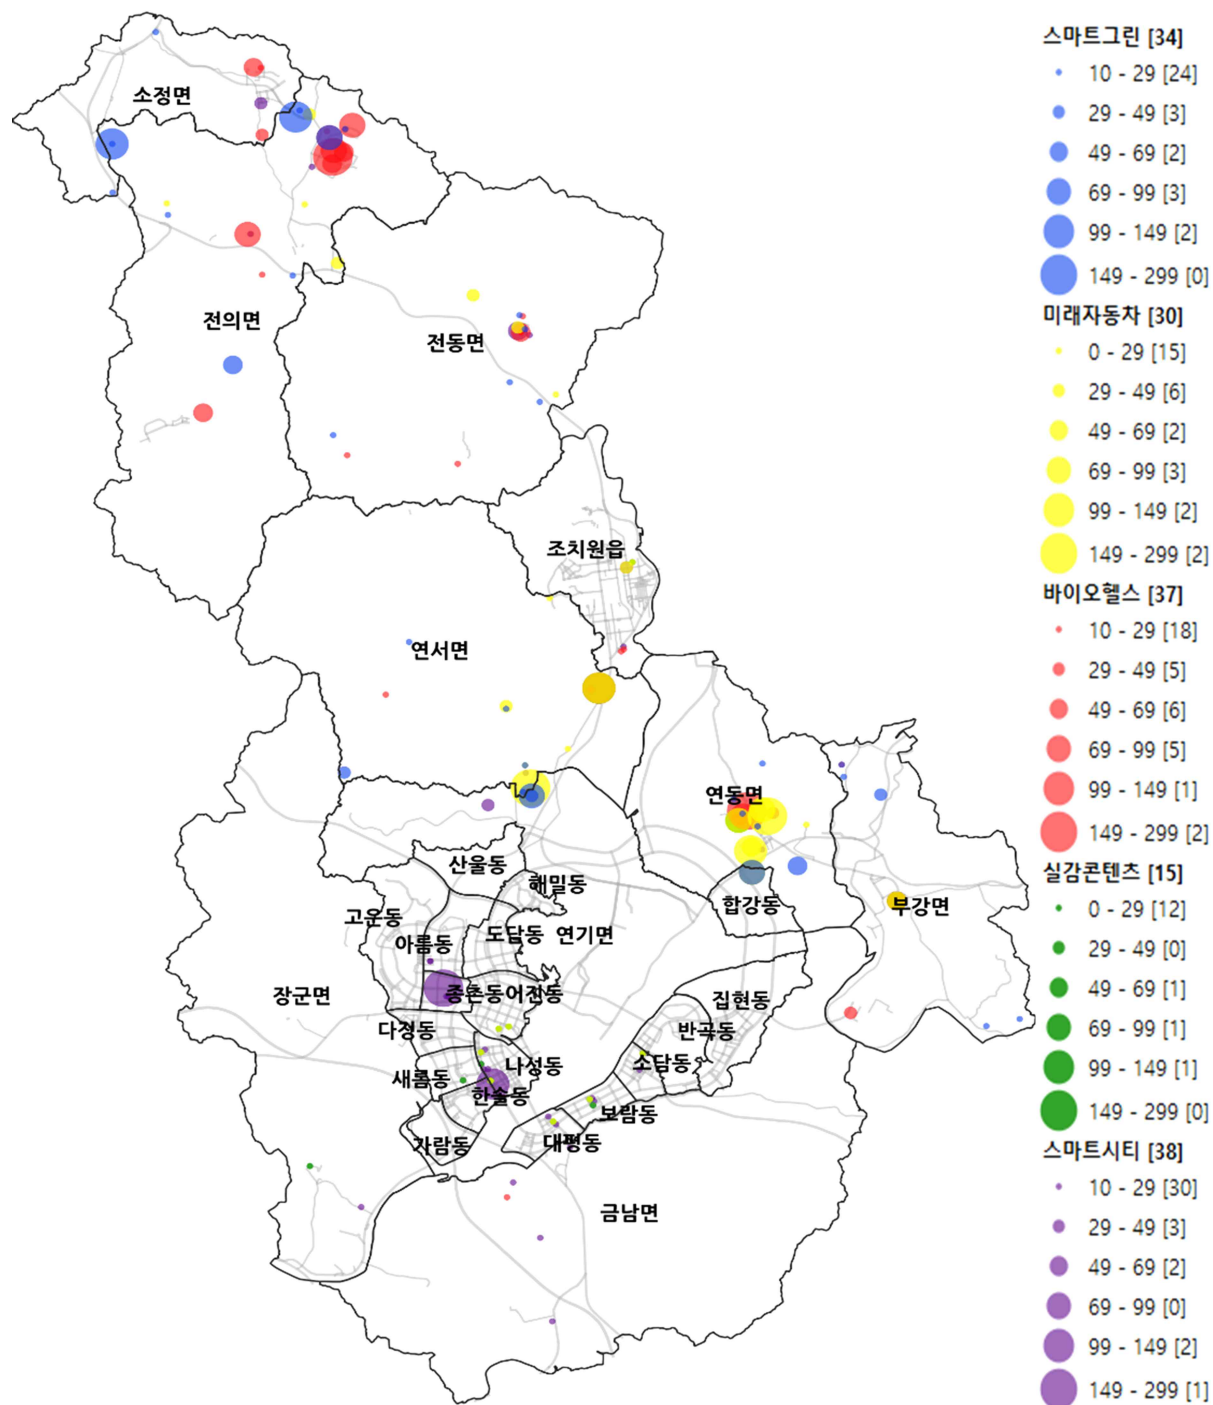 소정면
전의면
전동면
조치원읍
연서면
연동면
산울동
해밀동
합강동
부강면
고운동
아름동
도담동
연기면
장군면
종촌동
어진동
집현동
다정동
반곡동
나성동
소담동
새롬동
한솔동
보람동
가람동
대평동
금남면
스마트그린 [34]
10 - 29 [24]
29 - 49 [3]
49 - 69 [2]
69 - 99 [3]
99 - 149 [2]
149 - 299 [0]
미래자동차 [30]
0 - 29 [15]
29 - 49 [6]
49 - 69 [2]
69 - 99 [3]
99 - 149 [2]
149 - 299 [2]
바이오헬스 [37]
10 - 29 [18]
29 - 49 [5]
49 - 69 [6]
69 - 99 [5]
99 - 149 [1]
149 - 299 [2]
실감콘텐츠 [15]
0 - 29 [12]
29 - 49 [0]
49 - 69 [1]
69 - 99 [1]
99 - 149 [1]
149 - 299 [0]
스마트시티 [38]
10 - 29 [30]
29 - 49 [3]
49 - 69 [2]
69 - 99 [0]
99 - 149 [2]
149 - 299 [1]